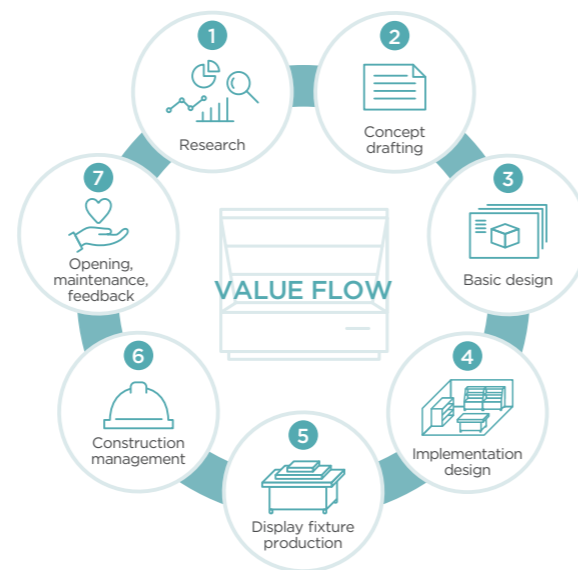 1
Research
2
Concept
drafting
3
Basic design
4
Implementation
design
5
Display fixture
production
6
Construction
management
7
Opening,
maintenance,
feedback
VALUE FLOW